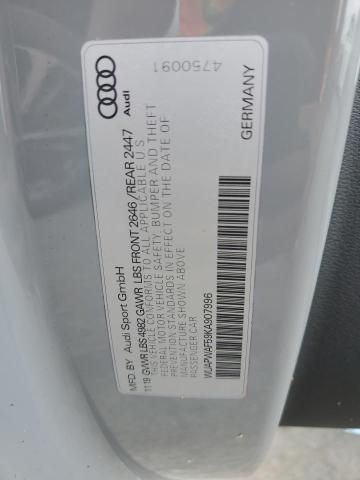 4750091
Audi
GERMANY
MFD. BY Audi Sport GmbH
11·19 GVWR LBS 4982 GAWR LBS FRONT 2646/REAR 2447
THIS VEHICLE CONFORMS TO ALL APPLICABLE U S
FEDERAL MOTOR VEHICLE SAFETY, BUMPER AND THEFT
STANDARDS IN EFFECT ON THE DATE OF
MANUFACTURE SHOWN ABOVE.
PASSENGER CAR
WUAPWAF59KA907996